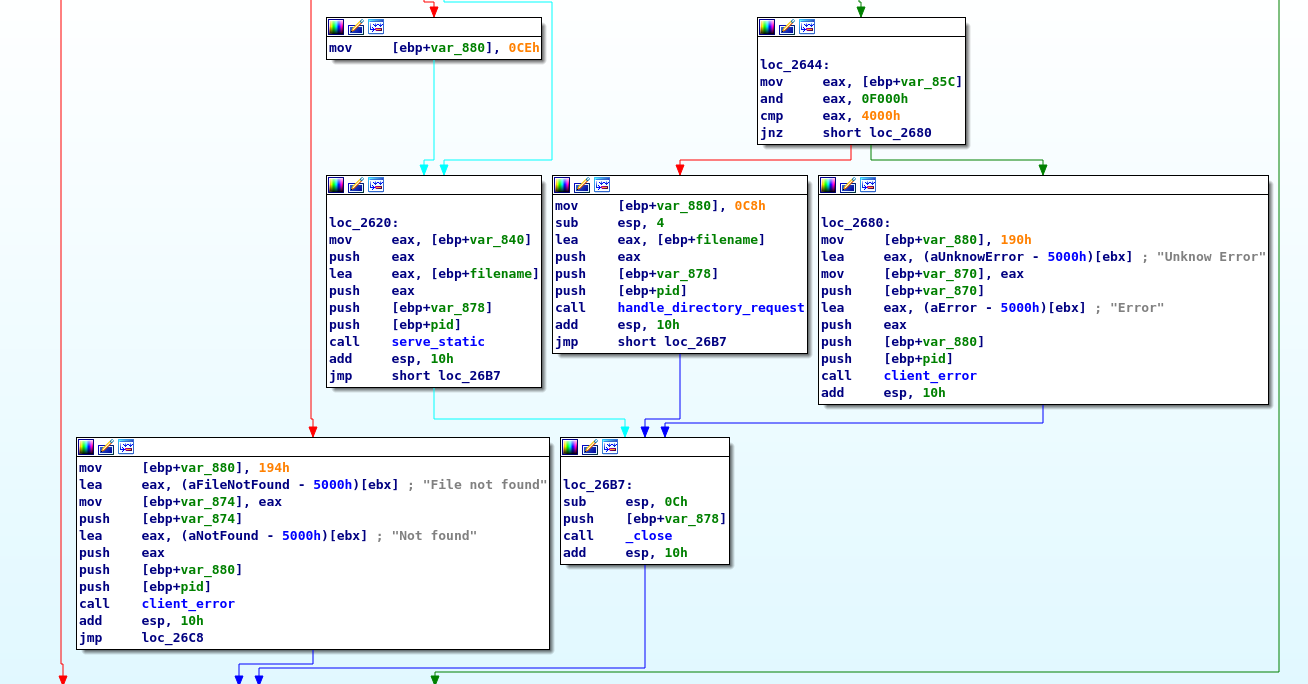 mov [ebp+var_880], 0CEh
loc_2644:
mov eax, [ebp+var_85C]
and eax, 0F000h
cmp eax, 4000h
jnz short loc_2680
loc_2620:
mov eax, [ebp+var_840]
push eax
lea eax, [ebp+filename]
push eax
push [ebp+var_878]
push [ebp+pid]
call serve_static
add esp, 10h
jmp short loc_26B7
mov [ebp+var_880], 0C8h
sub esp, 4
lea eax, [ebp+filename]
push eax
push [ebp+var_878]
push [ebp+pid]
call handle_directory_request
add esp, 10h
jmp short loc_26B7
loc_2680:
mov [ebp+var_880], 190h
lea eax, (aUnknowError - 5000h)[ebx] ; "Unknow Error"
mov [ebp+var_870], eax
push [ebp+var_870]
lea eax, (aError - 5000h)[ebx] ; "Error"
push eax
push [ebp+var_880]
push [ebp+pid]
call client_error
add esp, 10h
mov [ebp+var_880], 194h
lea eax, (aFileNotFound - 5000h)[ebx] ; "File not found"
mov [ebp+var_874], eax
push [ebp+var_874]
lea eax, (aNotFound - 5000h)[ebx] ; "Not found"
push eax
push [ebp+var_880]
push [ebp+pid]
call client_error
add esp, 10h
jmp loc_26C8
loc_26B7:
sub esp, 0Ch
push [ebp+var_878]
call _close
add esp, 10h